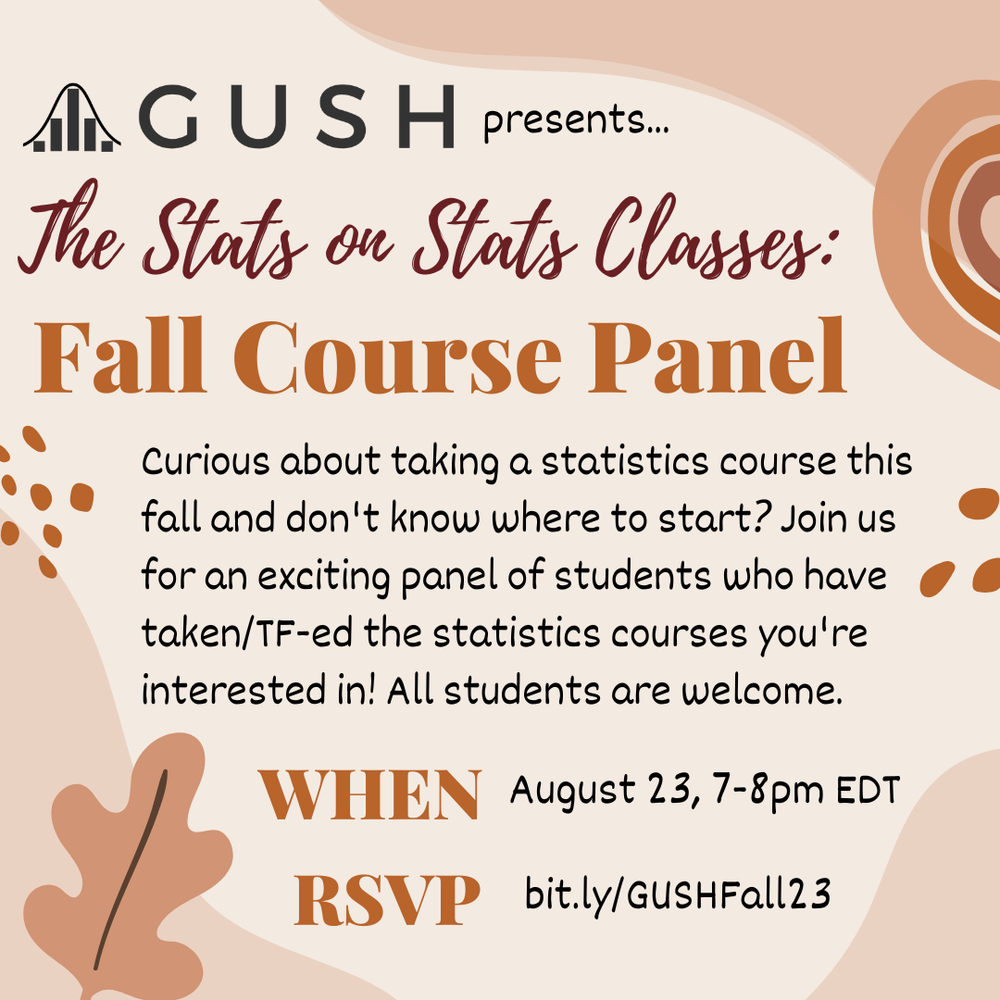 GUSH presents...
The Stats on Stats Classes:
Fall Course Panel
Curious about taking a statistics course this
fall and don't know where to start? Join us
for an exciting panel of students who have
taken/TF-ed the statistics courses you're
interested in! All students are welcome.
WHEN August 23, 7-8pm EDT
RSVP bit.ly/GUSHFall23